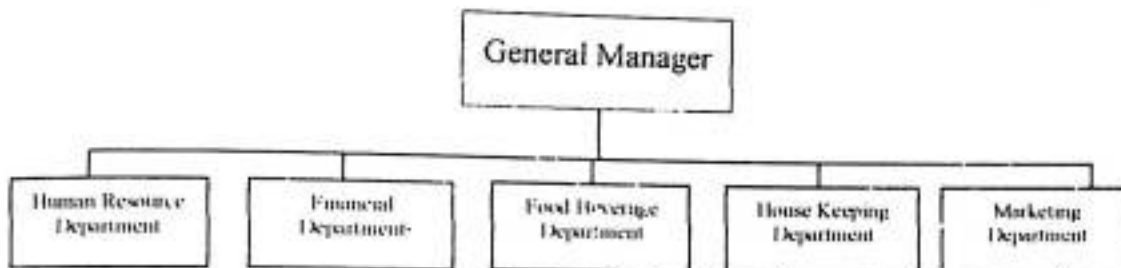 General Manager
Human Resource
Department
Financial
Department-
Food Beverage
Department
House Keeping
Department
Marketing
Department